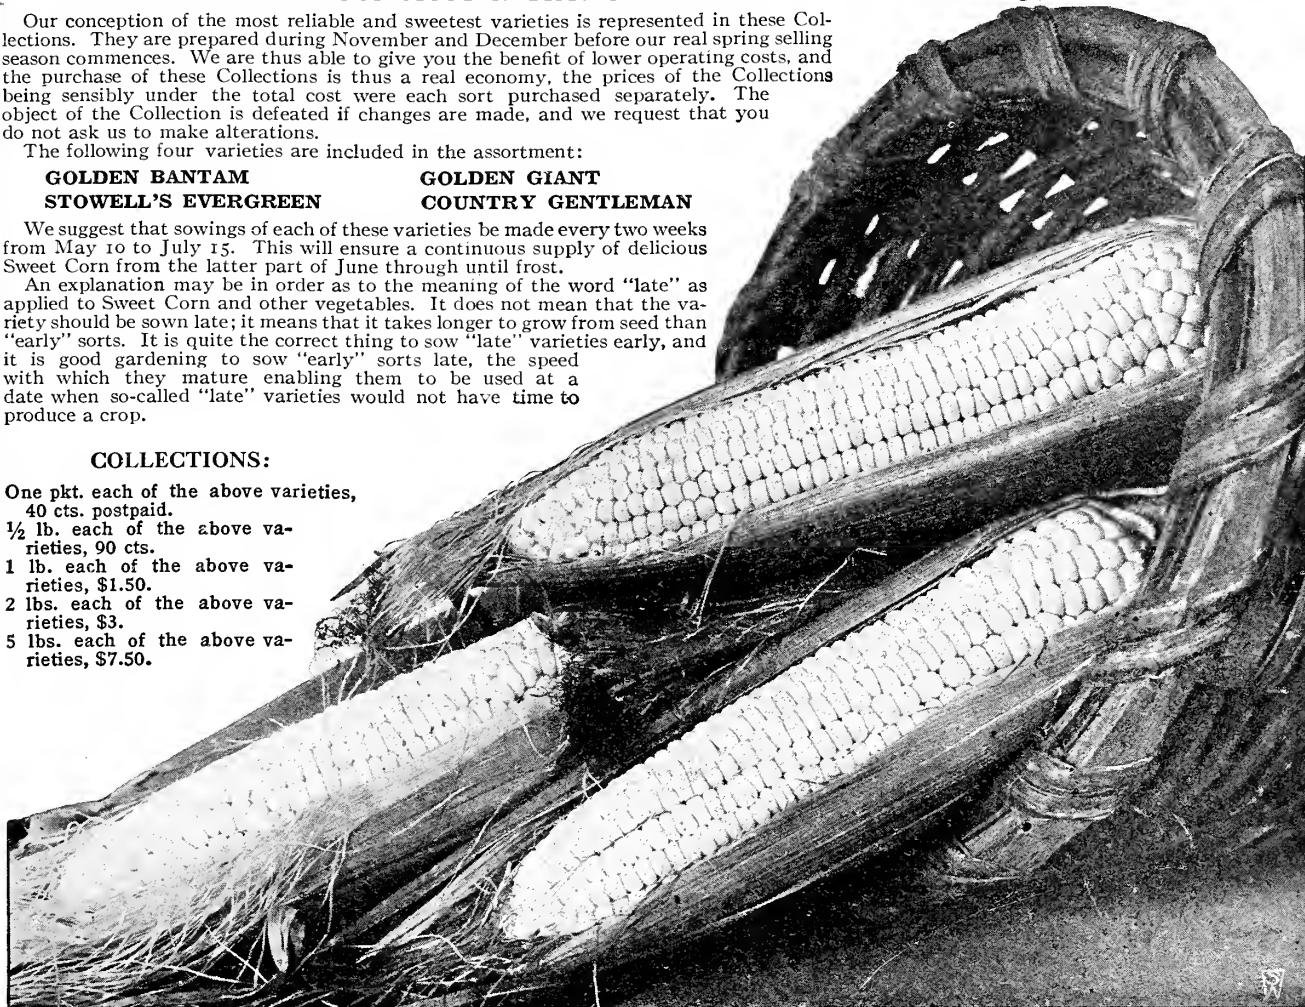 Our conception of the most reliable and sweetest varieties is represented in these Col-
lections. They are prepared during November and December before our real spring selling
season commences. We are thus able to give you the benefit of lower operating costs, and
the purchase of these Collections is thus a real economy, the prices of the Collections
being sensibly under the total cost were each sort purchased separately. The
object of the Collection is defeated if changes are made, and we request that you
do not ask us to make alterations.
The following four varieties are included in the assortment:
GOLDEN BANTAM GOLDEN GIANT
STOWELL'S EVERGREEN COUNTRY GENTLEMAN
We suggest that sowings of each of these varieties be made every two weeks
from May 10 to July 15. This will ensure a continuous supply of delicious
Sweet Corn from the latter part of June through until frost.
An explanation may be in order as to the meaning of the word "late" as
applied to Sweet Corn and other vegetables. It does not mean that the va-
riety should be sown late; it means that it takes longer to grow from seed than
"early" sorts. It is quite the correct thing to sow "late" varieties early, and
it is good gardening to sow "early" sorts late, the speed
with which they mature enabling them to be used at a
date when so-called "late" varieties would not have time to
produce a crop.
COLLECTIONS:
One pkt. each of the above varieties,
40 cts. postpaid.
½ lb. each of the above va-
rieties, 90 cts.
1 lb. each of the above va-
rieties, $1.50.
2 lbs. each of the above va-
rieties, $3.
5 lbs. each of the above va-
rieties, $7.50.